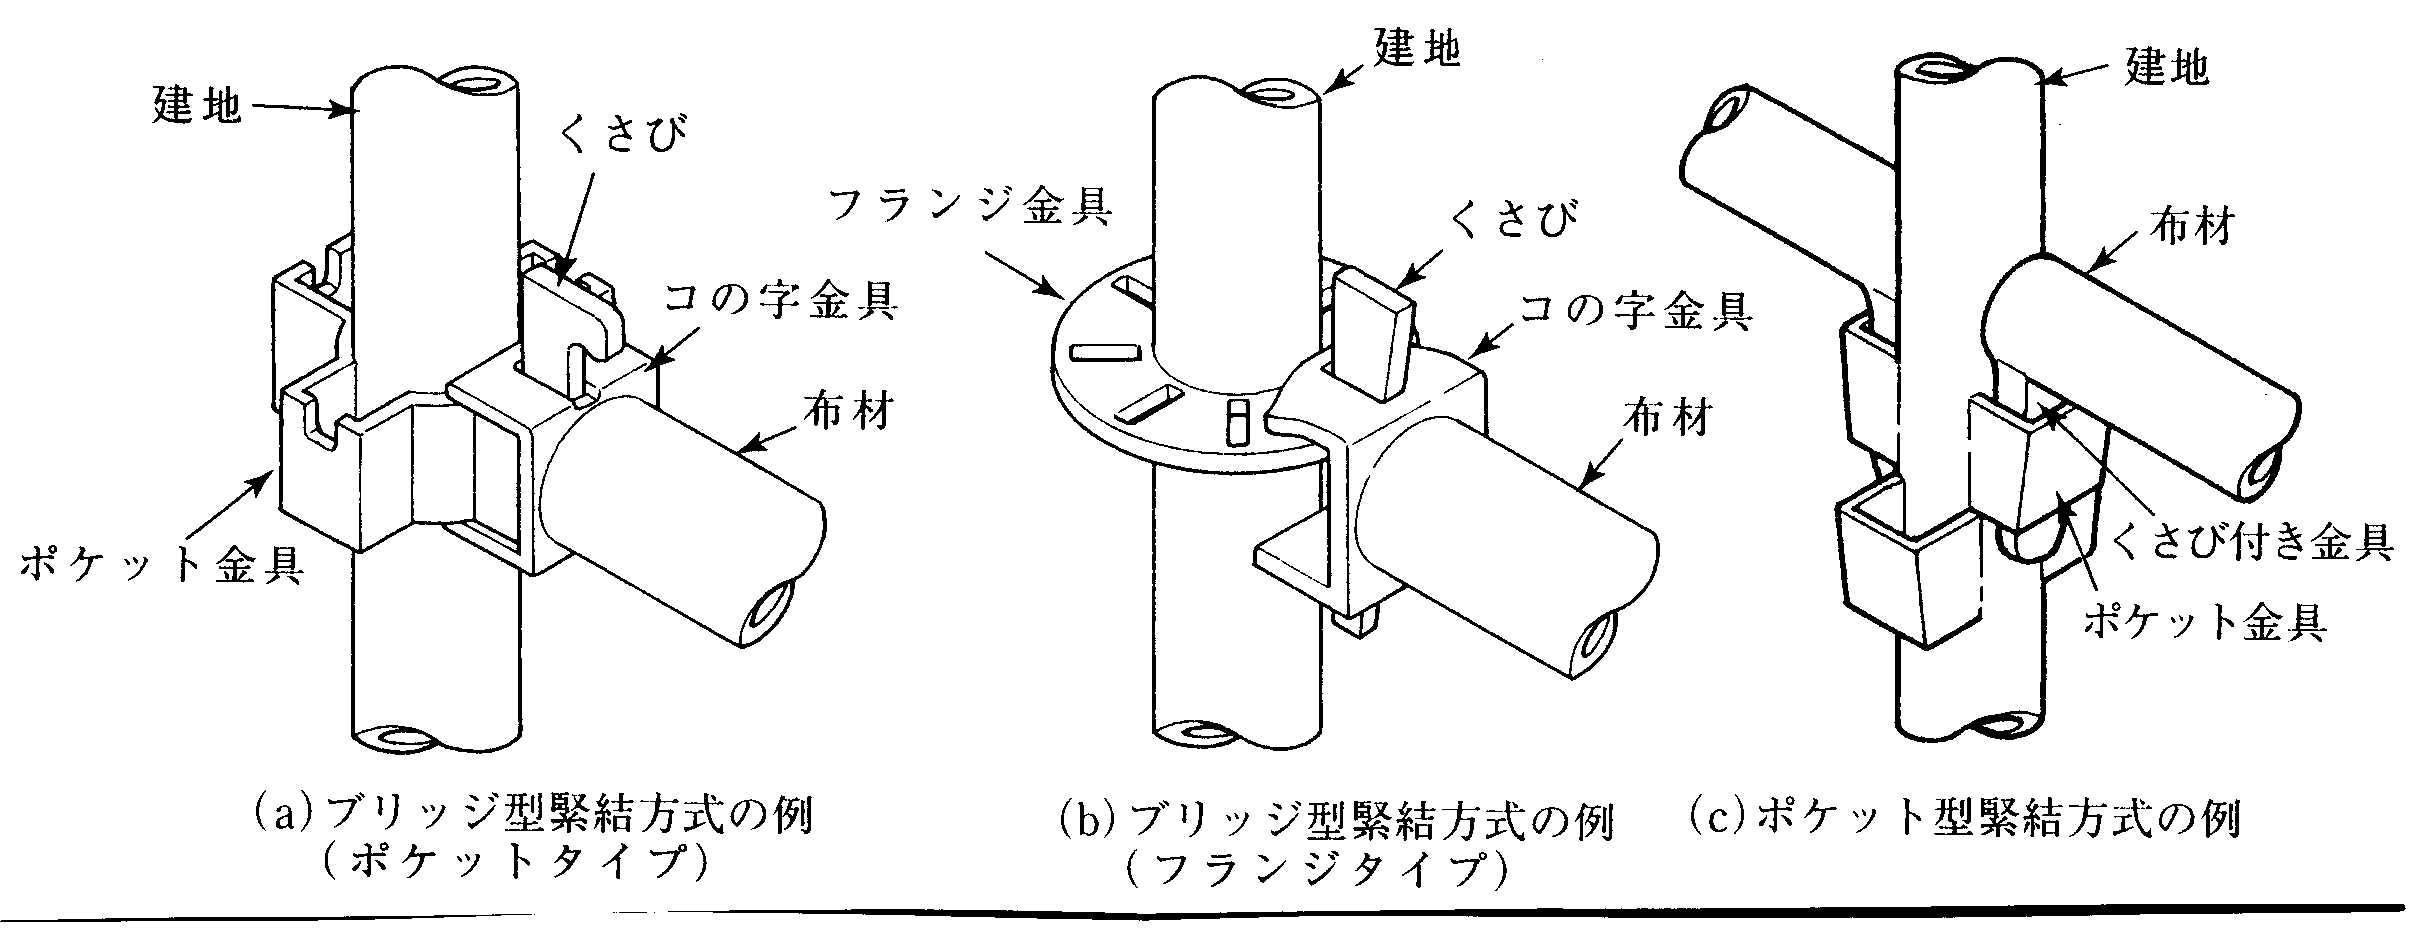 建地
くさび
コの字金具
布材
ポケット金具
(a)ブリッジ型緊結方式の例
(ポケットタイプ)
建地
フランジ金具
くさび
コの字金具
布材
(b)ブリッジ型緊結方式の例
(フランジタイプ)
建地
布材
くさび付き金具
ポケット金具
(c)ポケット型緊結方式の例